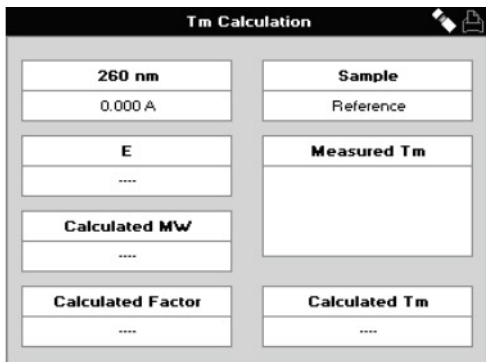 Tm Calculation
260 nm
0.000 A
Sample
Reference
E
----
Measured Tm
Calculated MW
----
Calculated Factor
----
Calculated Tm
----